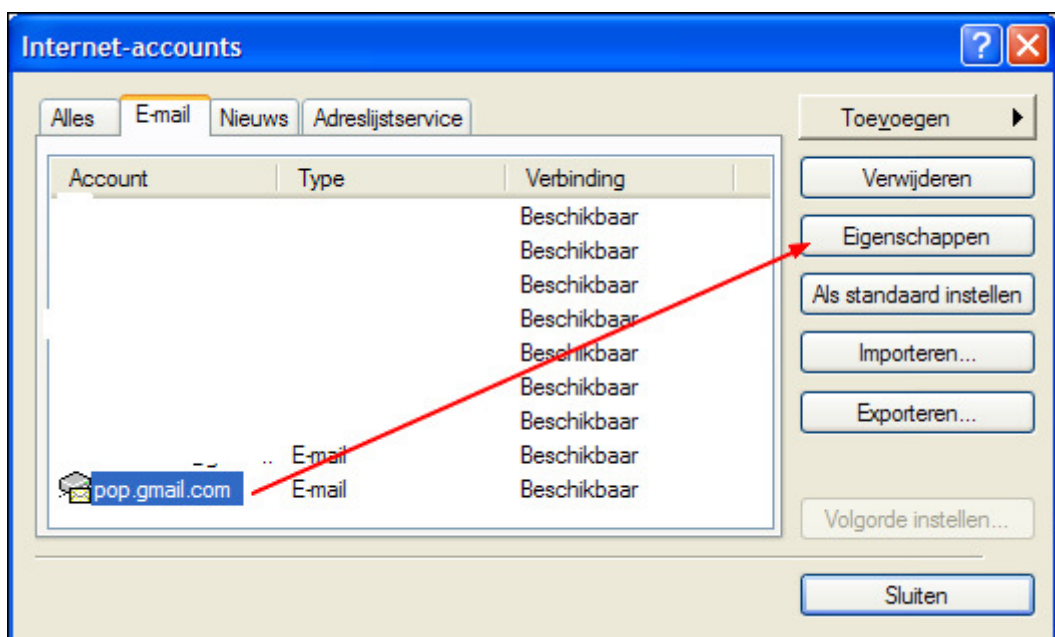 Internet-accounts
Alles E-mail Nieuws Adreslijstservice
Toevoegen
Account Type Verbinding
Verwijderen
Beschikbaar
Eigenschappen
Beschikbaar
Beschikbaar
Als standaard instellen
Beschikbaar
Beschikbaar
Importeren...
Beschikbaar
Beschikbaar
Exporteren...
E-mail Beschikbaar
pop.gmail.com E-mail Beschikbaar
Volgorde instellen...
Sluiten